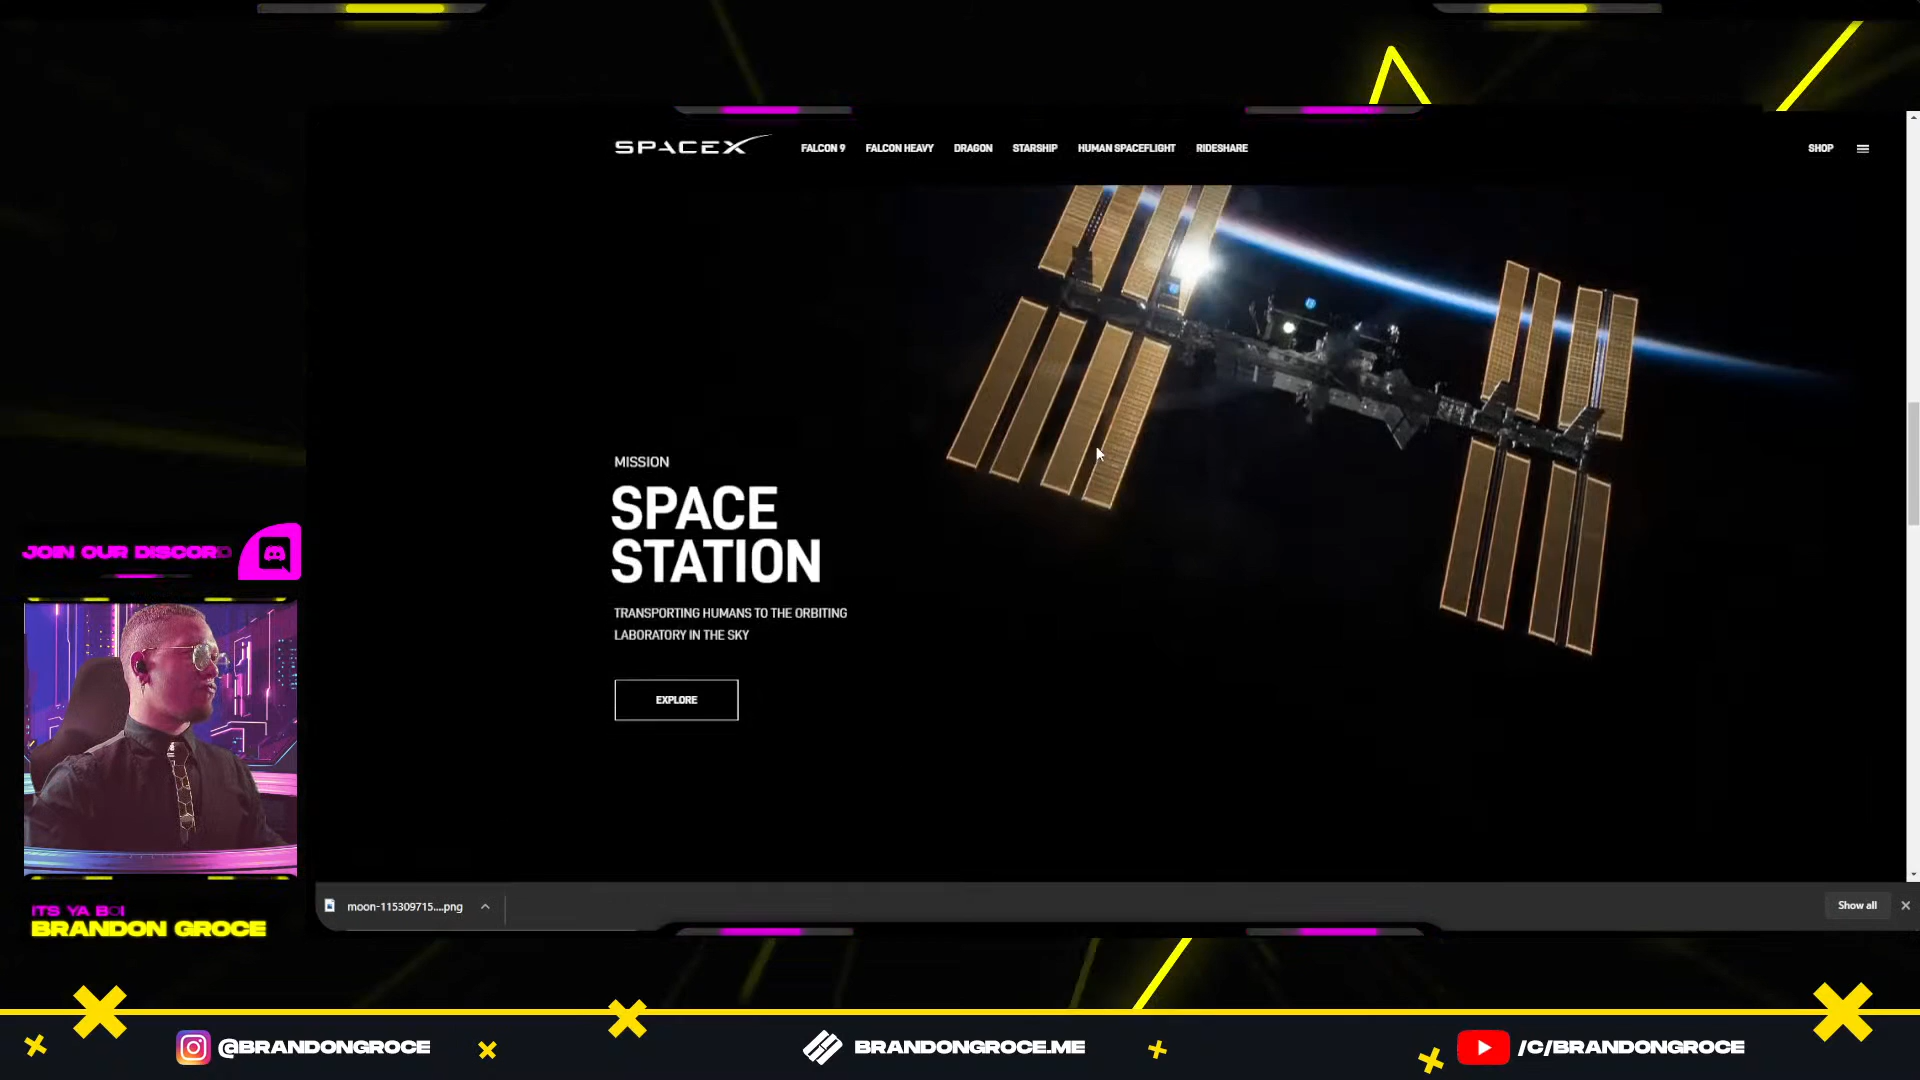 SPACEX
FALCON 9 FALCON HEAVY DRAGON STARSHIP HUMAN SPACEFLIGHT RIDESHARE SHOP
MISSION
SPACE
STATION
TRANSPORTING HUMANS TO THE ORBITING
LABORATORY IN THE SKY
EXPLORE
JOIN OUR DISCORD
ITS YA BOI
BRANDON GROCE
moon-115309715....png
Show all
@BRANDONGROCE
BRANDONGROCE.ME
/C/BRANDONGROCE